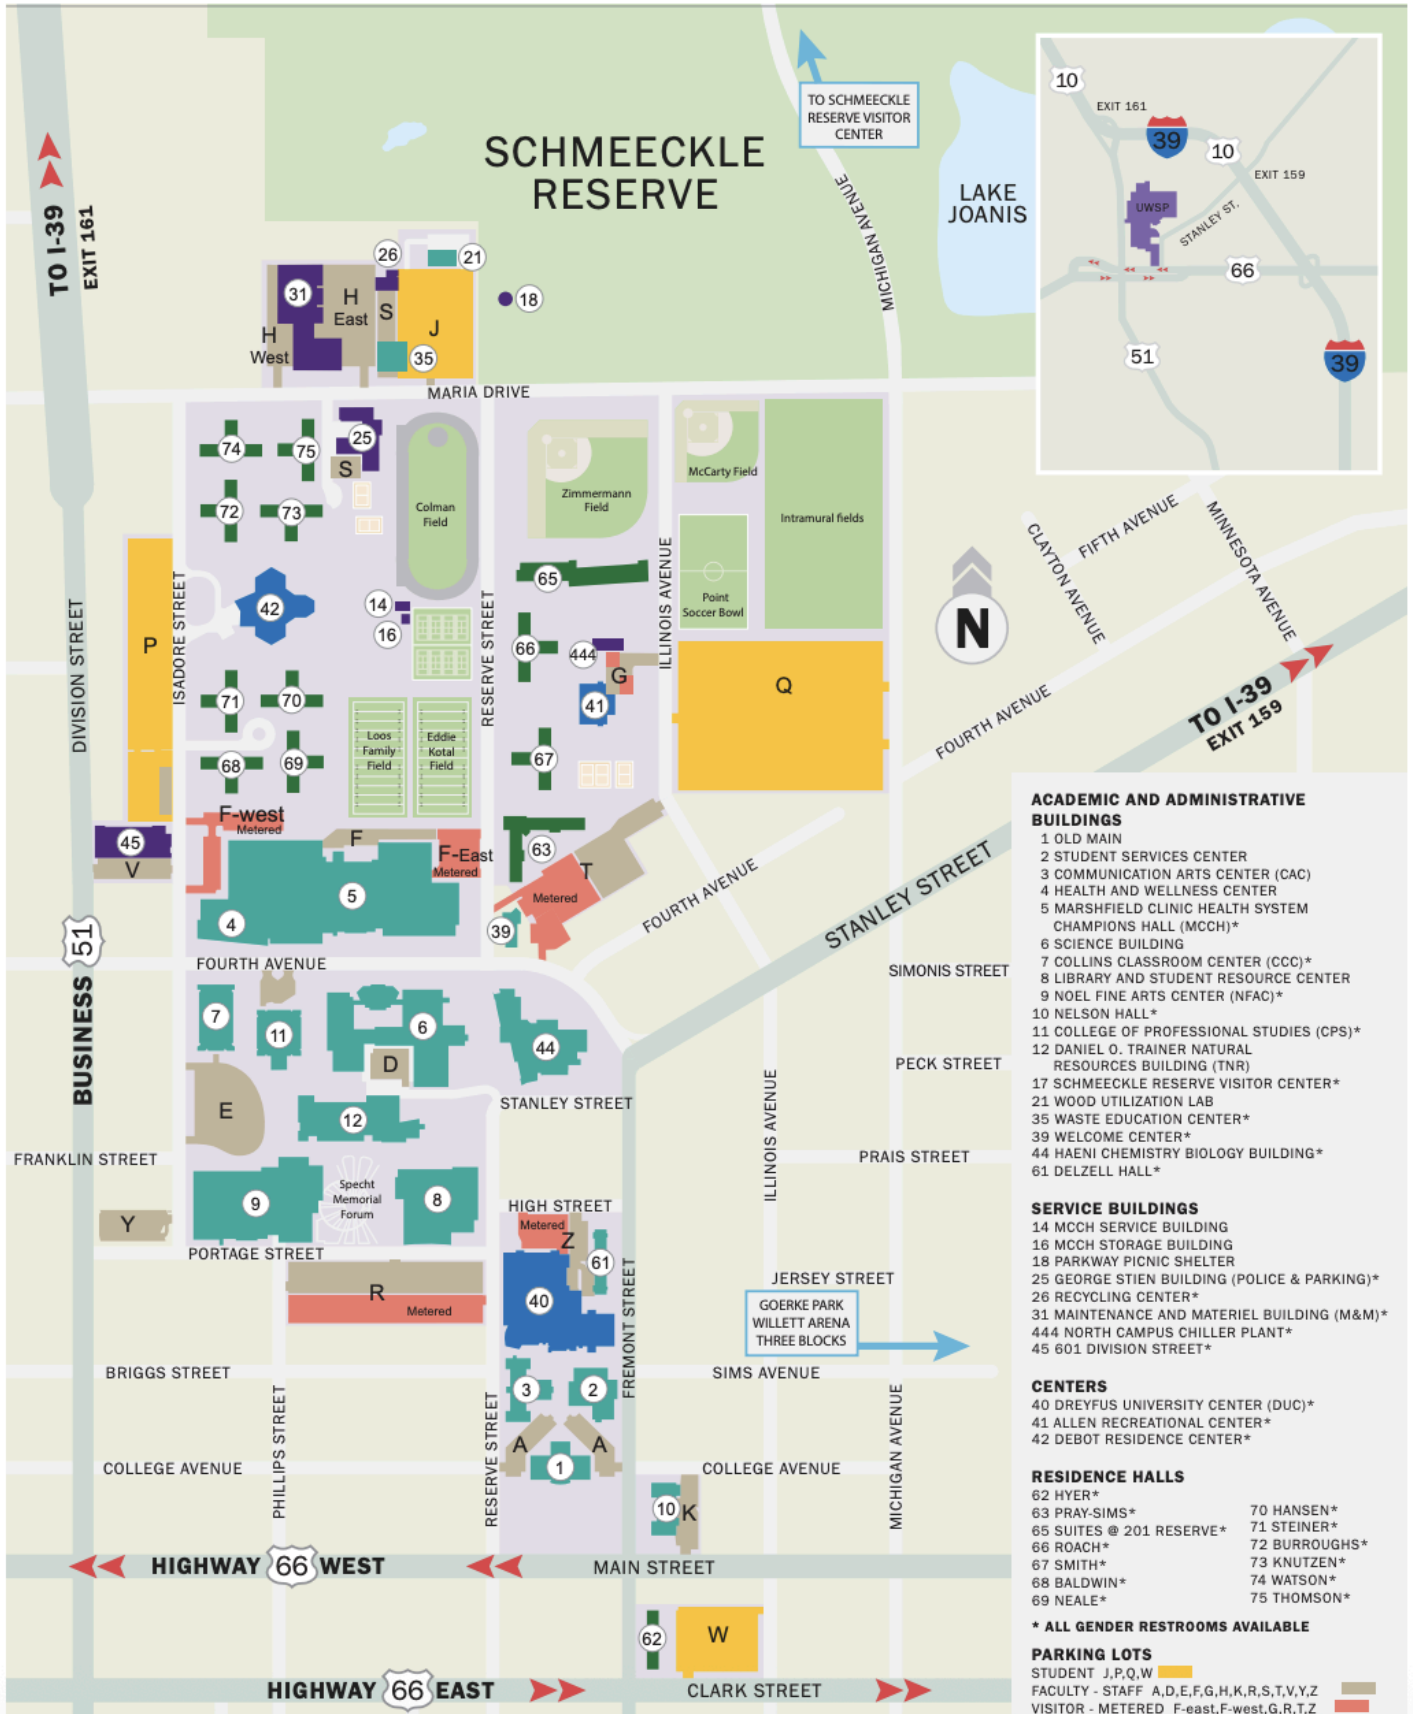 SCHMEECKLE
RESERVE
TO SCHMEECKLE
RESERVE VISITOR
CENTER
MICHIGAN AVENUE
LAKE
JOANIS
10
EXIT 161
39
10
EXIT 159
UWSP
STANLEY ST.
66
51
39
TO I-39
EXIT 161
26
21
31
H
East
S
J
18
H
West
35
MARIA DRIVE
74
75
25
S
72
73
Colman
Field
Zimmermann
Field
McCarty Field
Intramural fields
Point
Soccer Bowl
65
14
16
42
66
444
G
41
P
71
70
Q
N
DIVISION STREET
ISADORE STREET
RESERVE STREET
ILLINOIS AVENUE
CLAYTON AVENUE
FIFTH AVENUE
MINNESOTA AVENUE
FOURTH AVENUE
TO I-39
EXIT 159
Loos
Family
Field
Eddie
Kotal
Field
68
69
67
F-west
Metered
45
V
F
F-East
Metered
63
T
Metered
5
4
39
FOURTH AVENUE
STANLEY STREET
BUSINESS 51
FOURTH AVENUE
SIMONIS STREET
7
11
6
D
44
PECK STREET
E
12
STANLEY STREET
FRANKLIN STREET
PRAIS STREET
ILLINOIS AVENUE
9
Specht
Memorial
Forum
8
Y
HIGH STREET
Metered
Z
61
PORTAGE STREET
R
Metered
40
FREMONT STREET
JERSEY STREET
GOERKE PARK
WILLETT ARENA
THREE BLOCKS
BRIGGS STREET
SIMS AVENUE
3
2
PHILLIPS STREET
RESERVE STREET
MICHIGAN AVENUE
A
A
1
COLLEGE AVENUE
COLLEGE AVENUE
10
K
HIGHWAY 66 WEST
MAIN STREET
62
W
HIGHWAY 66 EAST
CLARK STREET
ACADEMIC AND ADMINISTRATIVE
BUILDINGS
1 OLD MAIN
2 STUDENT SERVICES CENTER
3 COMMUNICATION ARTS CENTER (CAC)
4 HEALTH AND WELLNESS CENTER
5 MARSHFIELD CLINIC HEALTH SYSTEM
CHAMPIONS HALL (MCCH)*
6 SCIENCE BUILDING
7 COLLINS CLASSROOM CENTER (CCC)*
8 LIBRARY AND STUDENT RESOURCE CENTER
9 NOEL FINE ARTS CENTER (NFAC)*
10 NELSON HALL*
11 COLLEGE OF PROFESSIONAL STUDIES (CPS)*
12 DANIEL O. TRAINER NATURAL
RESOURCES BUILDING (TNR)
17 SCHMEECKLE RESERVE VISITOR CENTER*
21 WOOD UTILIZATION LAB
35 WASTE EDUCATION CENTER*
39 WELCOME CENTER*
44 HAENI CHEMISTRY BIOLOGY BUILDING*
61 DELZELL HALL*
SERVICE BUILDINGS
14 MCCH SERVICE BUILDING
16 MCCH STORAGE BUILDING
18 PARKWAY PICNIC SHELTER
25 GEORGE STIEN BUILDING (POLICE & PARKING)*
26 RECYCLING CENTER*
31 MAINTENANCE AND MATERIEL BUILDING (M&M)*
444 NORTH CAMPUS CHILLER PLANT*
45 601 DIVISION STREET*
CENTERS
40 DREYFUS UNIVERSITY CENTER (DUC)*
41 ALLEN RECREATIONAL CENTER*
42 DEBOT RESIDENCE CENTER*
RESIDENCE HALLS
62 HYER*
63 PRAY-SIMS*
65 SUITES @ 201 RESERVE*
66 ROACH*
67 SMITH*
68 BALDWIN*
69 NEALE*
70 HANSEN*
71 STEINER*
72 BURROUGHS*
73 KNUTZEN*
74 WATSON*
75 THOMSON*
* ALL GENDER RESTROOMS AVAILABLE
PARKING LOTS
STUDENT J,P,Q,W
FACULTY - STAFF A,D,E,F,G,H,K,R,S,T,V,Y,Z
VISITOR - METERED F-east,F-west,G,R,T,Z